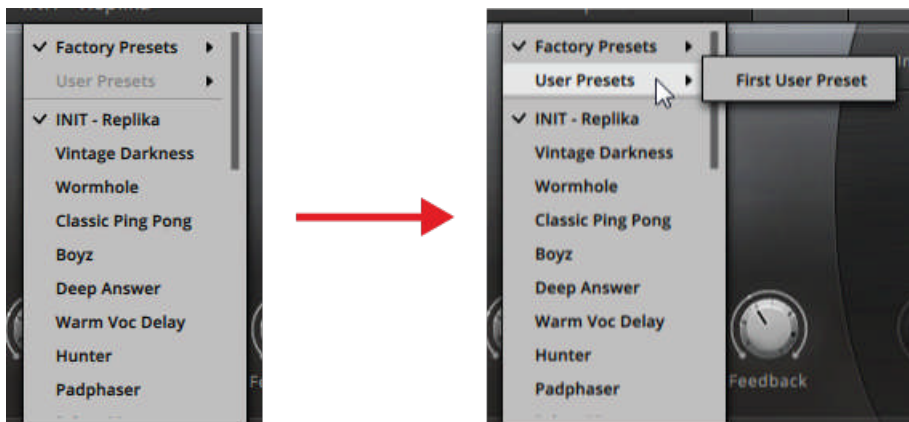 Factory Presets
User Presets
INIT - Replika
Vintage Darkness
Wormhole
Classic Ping Pong
Boyz
Deep Answer
Warm Voc Delay
Hunter
Padphaser
Factory Presets
User Presets
First User Preset
INIT - Replika
Vintage Darkness
Wormhole
Classic Ping Pong
Boyz
Deep Answer
Warm Voc Delay
Hunter
Padphaser
Feedback